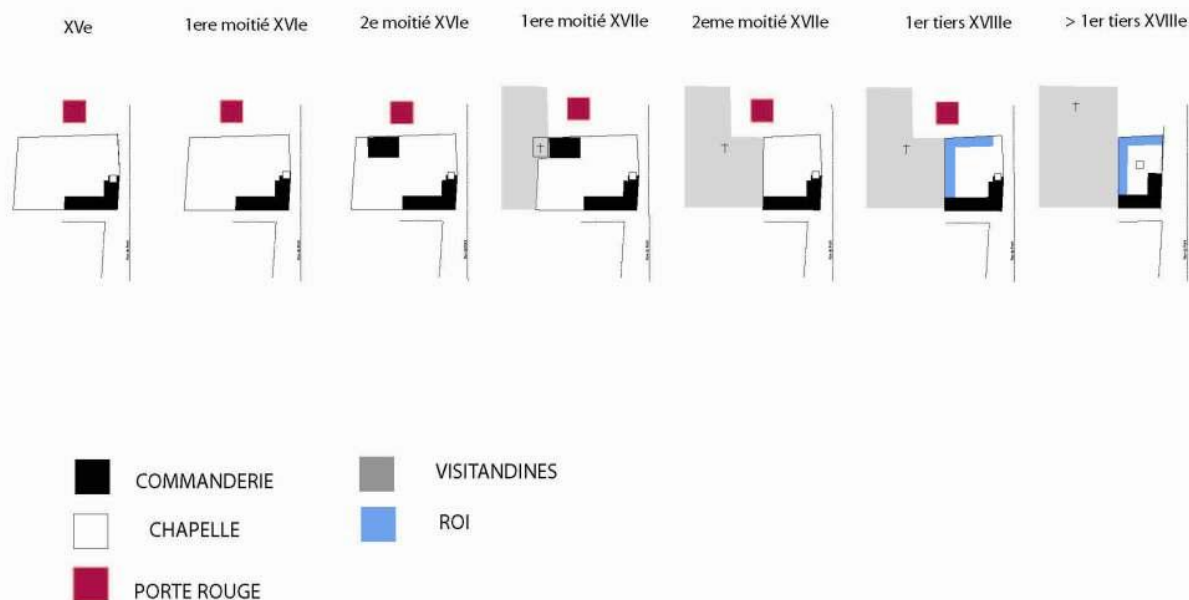 XVe
1ere moitié XVIe
2e moitié XVIe
1ere moitié XVIIe
2eme moitié XVIIe
1er tiers XVIIIe
> 1er tiers XVIIIe
COMMANDERIE
CHAPELLE
PORTE ROUGE
VISITANDINES
ROI